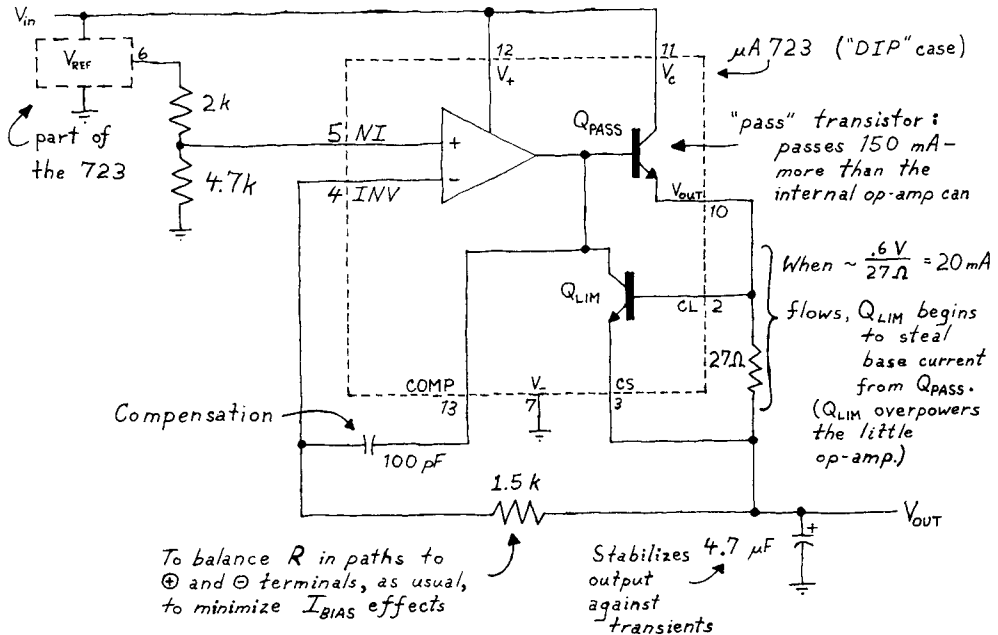 Vin
VREF
6
part of
the 723
2k
4.7k
5 NI
4 INV
12
V+
11
Vc
μA 723 ("DIP" case)
QPASS
"pass" transistor:
passes 150 mA–
more than the
internal op-amp can
VOUT
10
+
-
QLIM
CL 2
When ~ .6 V / 27Ω = 20 mA
flows, QLIM begins
to steal
base current
from QPASS.
(QLIM overpowers
the little
op-amp.)
27Ω
COMP
13
V-
7
CS
3
Compensation
100 pF
1.5 k
VOUT
To balance R in paths to
⊕ and ⊖ terminals, as usual,
to minimize IBIAS effects
Stabilizes
output
against
transients
4.7 μF
+